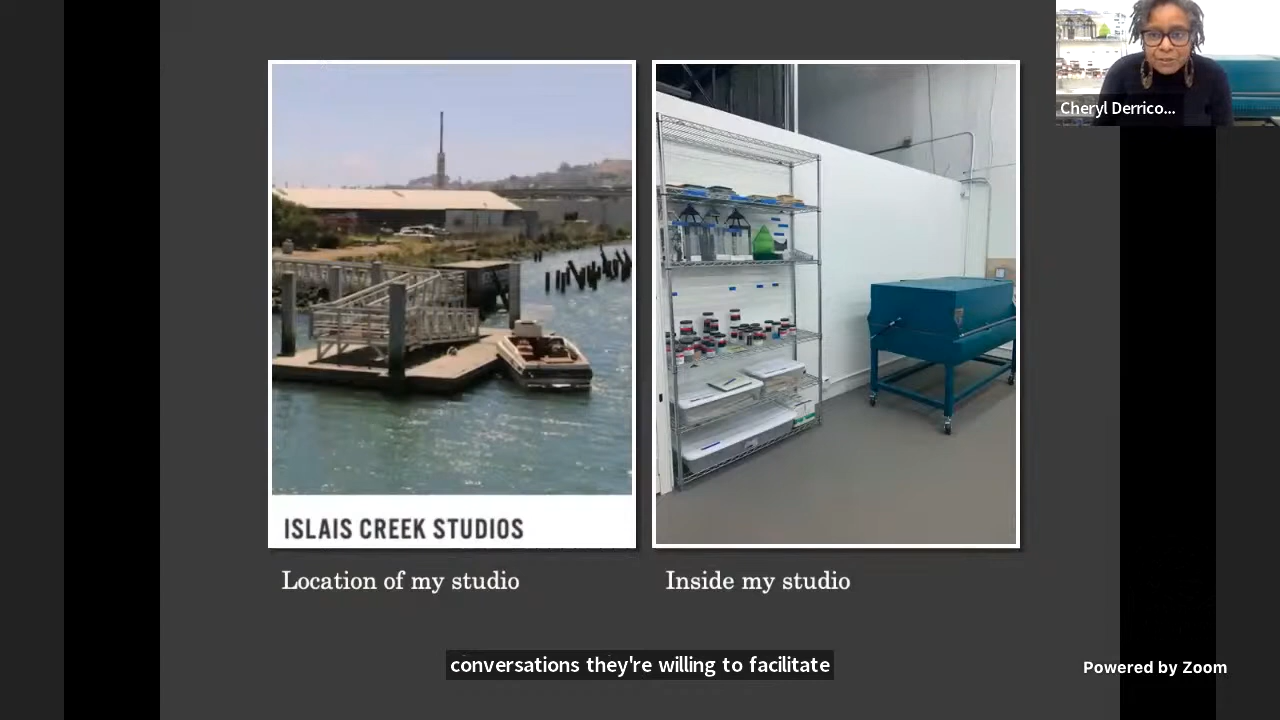 Cheryl Derrico...
ISLAIS CREEK STUDIOS
Location of my studio
Inside my studio
conversations they're willing to facilitate
Powered by Zoom